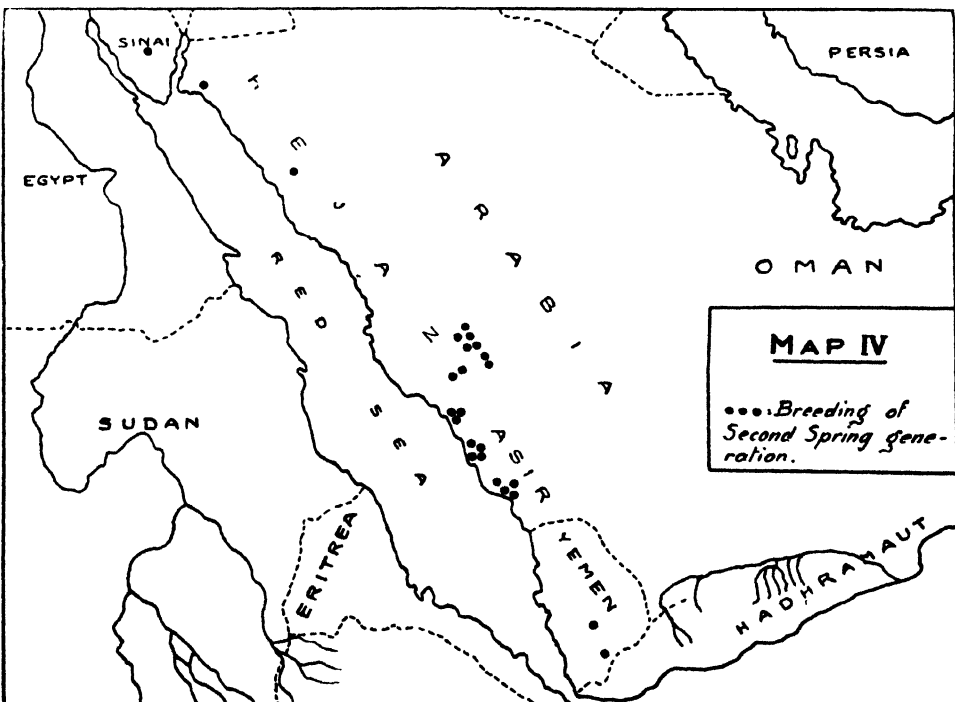 SINAI
PERSIA
HEJAZ
EGYPT
ARABIA
RED SEA
OMAN
MAP IV
Breeding of
Second Spring gene-
ration.
SUDAN
ASIR
ERITREA
YEMEN
HADHRAMAUT